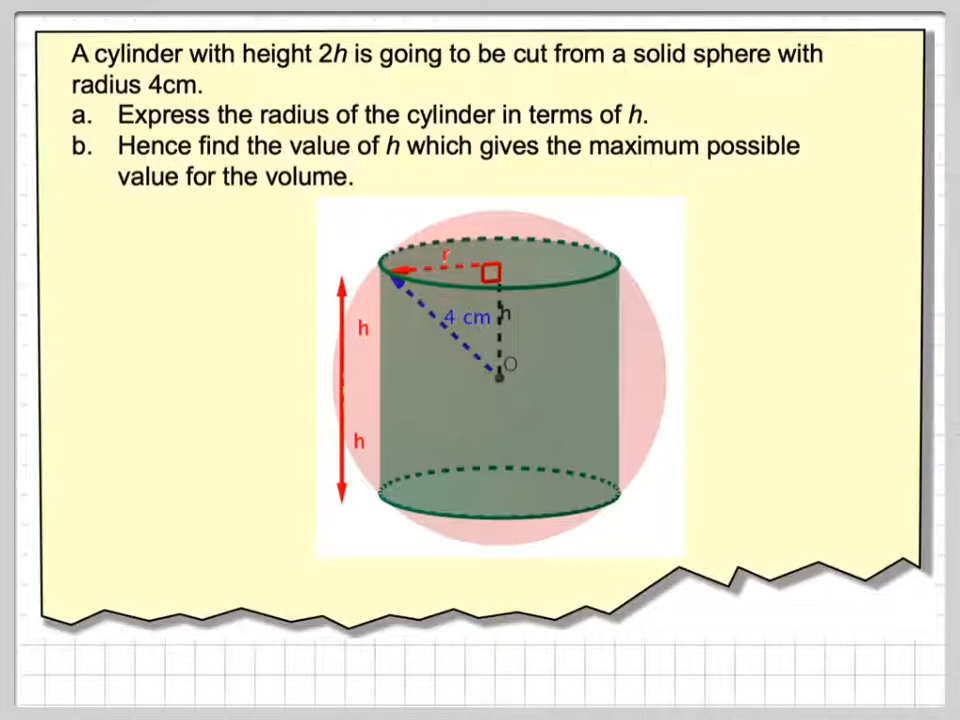 A cylinder with height 2h is going to be cut from a solid sphere with
radius 4cm.
a. Express the radius of the cylinder in terms of h.
b. Hence find the value of h which gives the maximum possible
value for the volume.
r
h
4 cm h
O
h